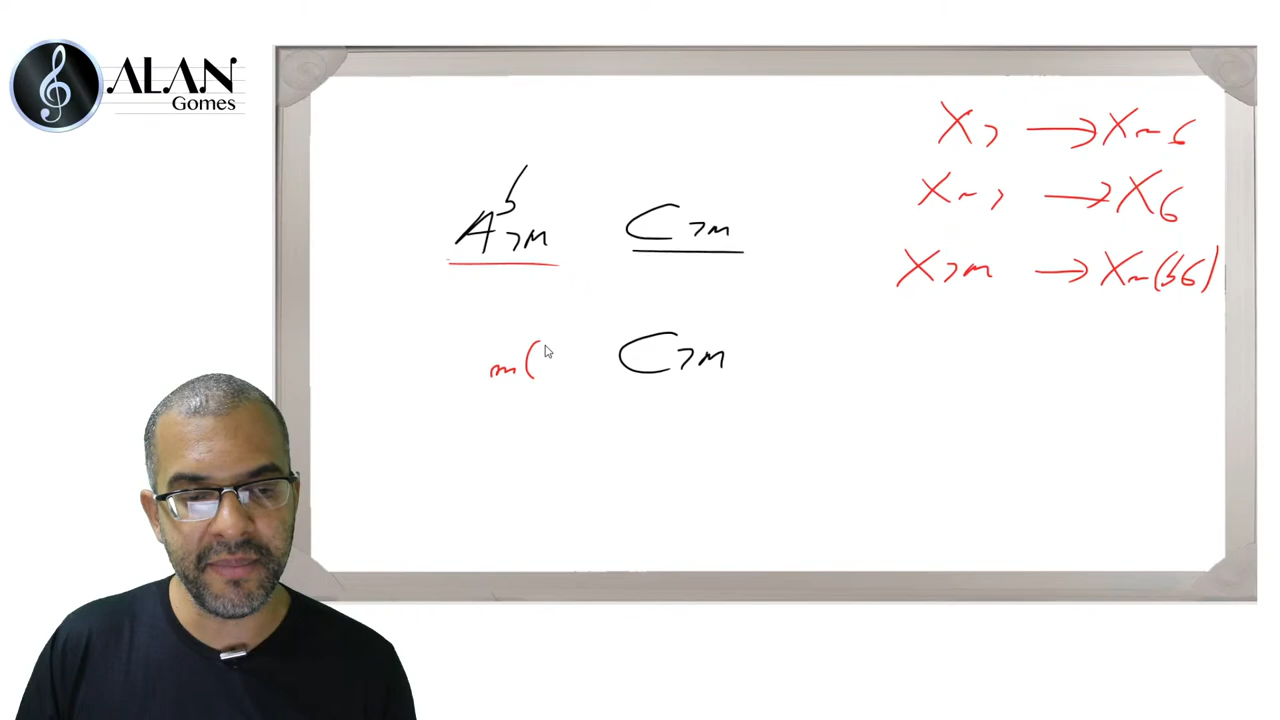 ALAN
Gomes
X7 → Xm6
Xm7 → X6
X7M → Xm(b6)
Ab7M C7M
m( C7M